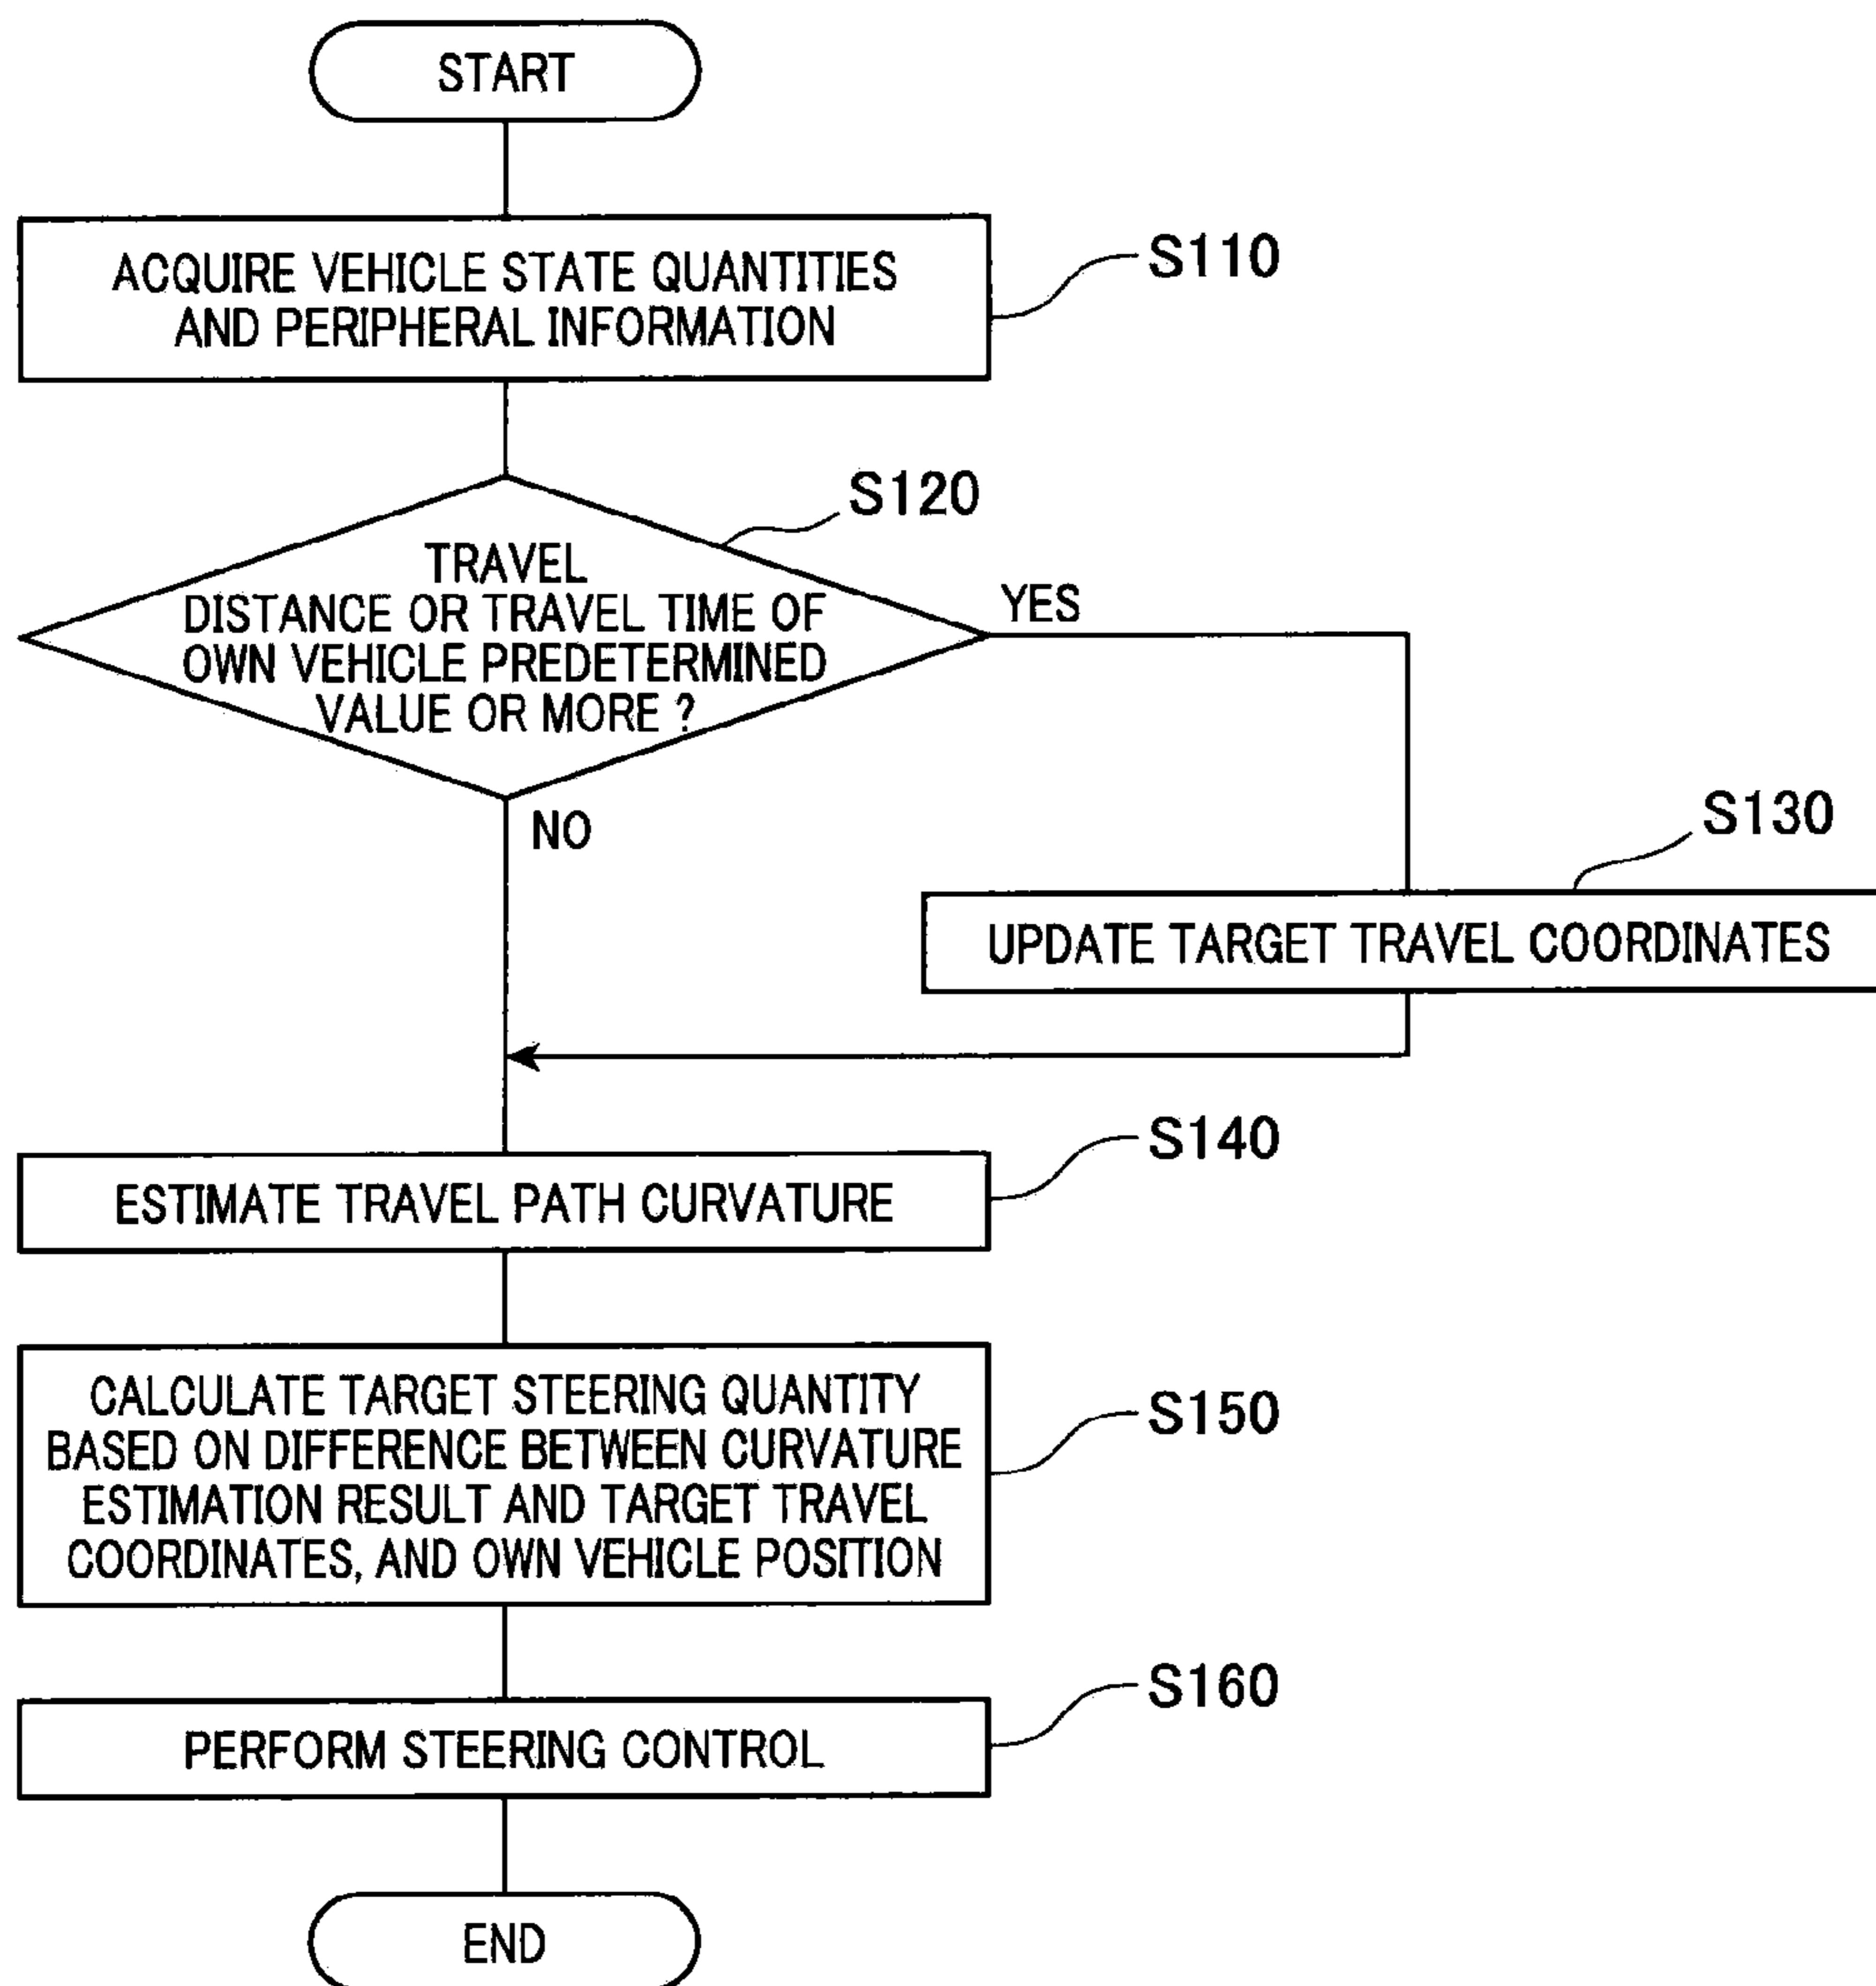 START
ACQUIRE VEHICLE STATE QUANTITIES
AND PERIPHERAL INFORMATION
S110
S120
TRAVEL
DISTANCE OR TRAVEL TIME OF
OWN VEHICLE PREDETERMINED
VALUE OR MORE ?
YES
NO
S130
UPDATE TARGET TRAVEL COORDINATES
S140
ESTIMATE TRAVEL PATH CURVATURE
CALCULATE TARGET STEERING QUANTITY
BASED ON DIFFERENCE BETWEEN CURVATURE
ESTIMATION RESULT AND TARGET TRAVEL
COORDINATES, AND OWN VEHICLE POSITION
S150
S160
PERFORM STEERING CONTROL
END